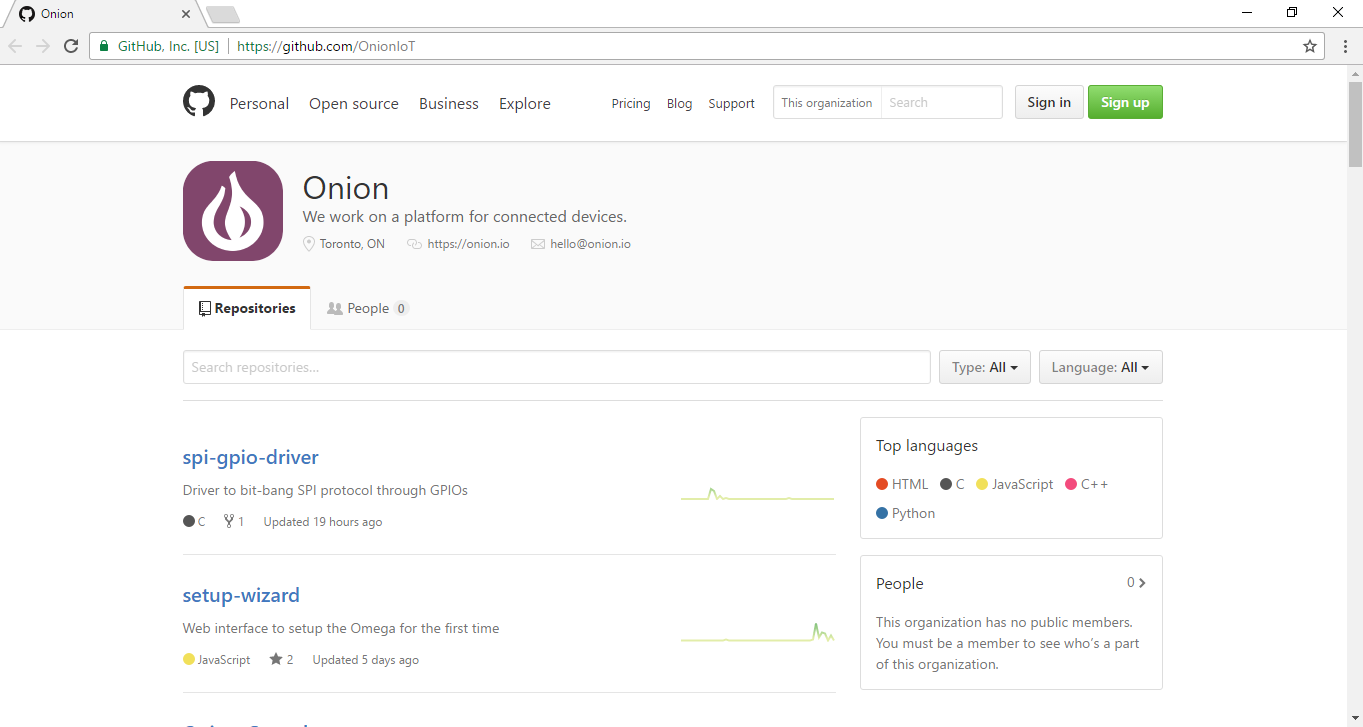 Onion
GitHub, Inc. [US] https://github.com/OnionIoT
Personal Open source Business Explore Pricing Blog Support This organization Search Sign in Sign up
Onion
We work on a platform for connected devices.
Toronto, ON https://onion.io hello@onion.io
Repositories People 0
Search repositories... Type: All Language: All
Top languages
HTML C JavaScript C++
Python
spi-gpio-driver
Driver to bit-bang SPI protocol through GPIOs
C 1 Updated 19 hours ago
setup-wizard
Web interface to setup the Omega for the first time
JavaScript 2 Updated 5 days ago
People 0
This organization has no public members.
You must be a member to see who's a part
of this organization.